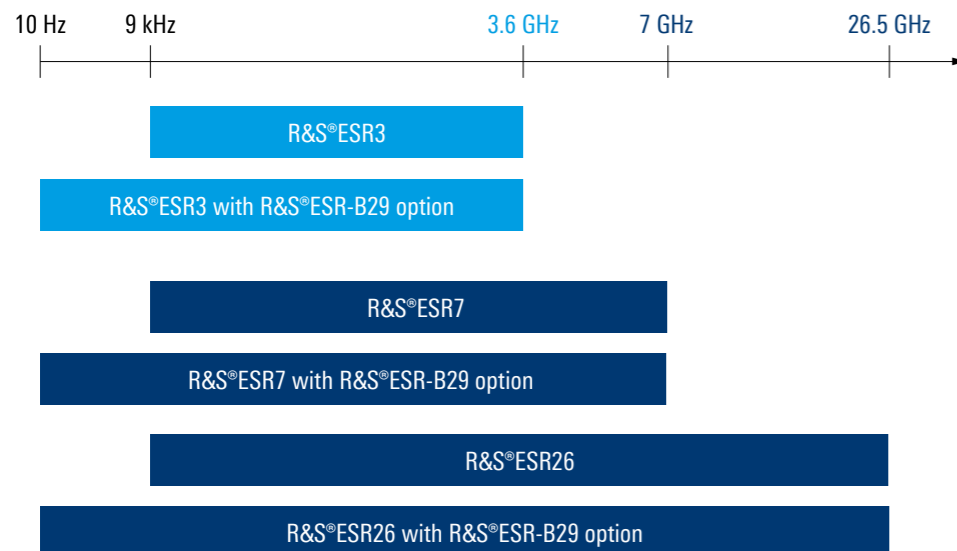 10 Hz 9 kHz 3.6 GHz 7 GHz 26.5 GHz
R&S®ESR3
R&S®ESR3 with R&S®ESR-B29 option
R&S®ESR7
R&S®ESR7 with R&S®ESR-B29 option
R&S®ESR26
R&S®ESR26 with R&S®ESR-B29 option